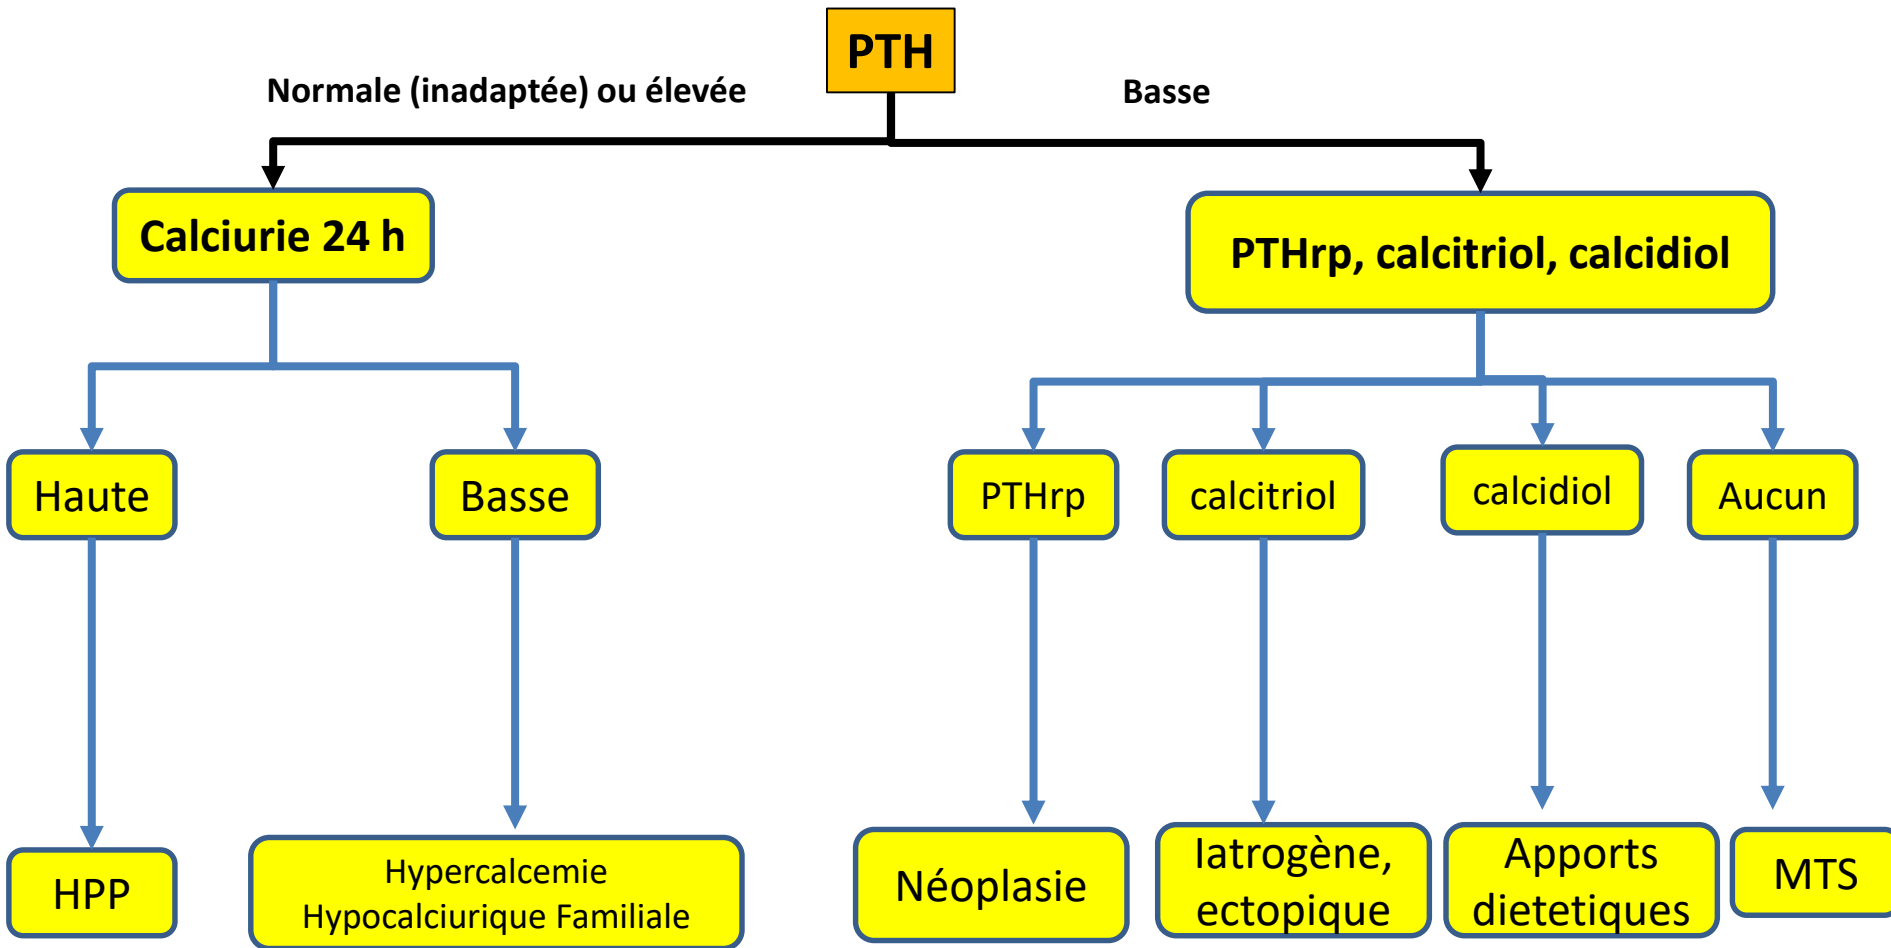 PTH
Normale (inadaptée) ou élevée
Basse
Calciurie 24 h
PTHrp, calcitriol, calcidiol
Haute
Basse
PTHrp
calcitriol
calcidiol
Aucun
HPP
Hypercalcemie
Hypocalciurique Familiale
Néoplasie
Iatrogène,
ectopique
Apports
dietetiques
MTS